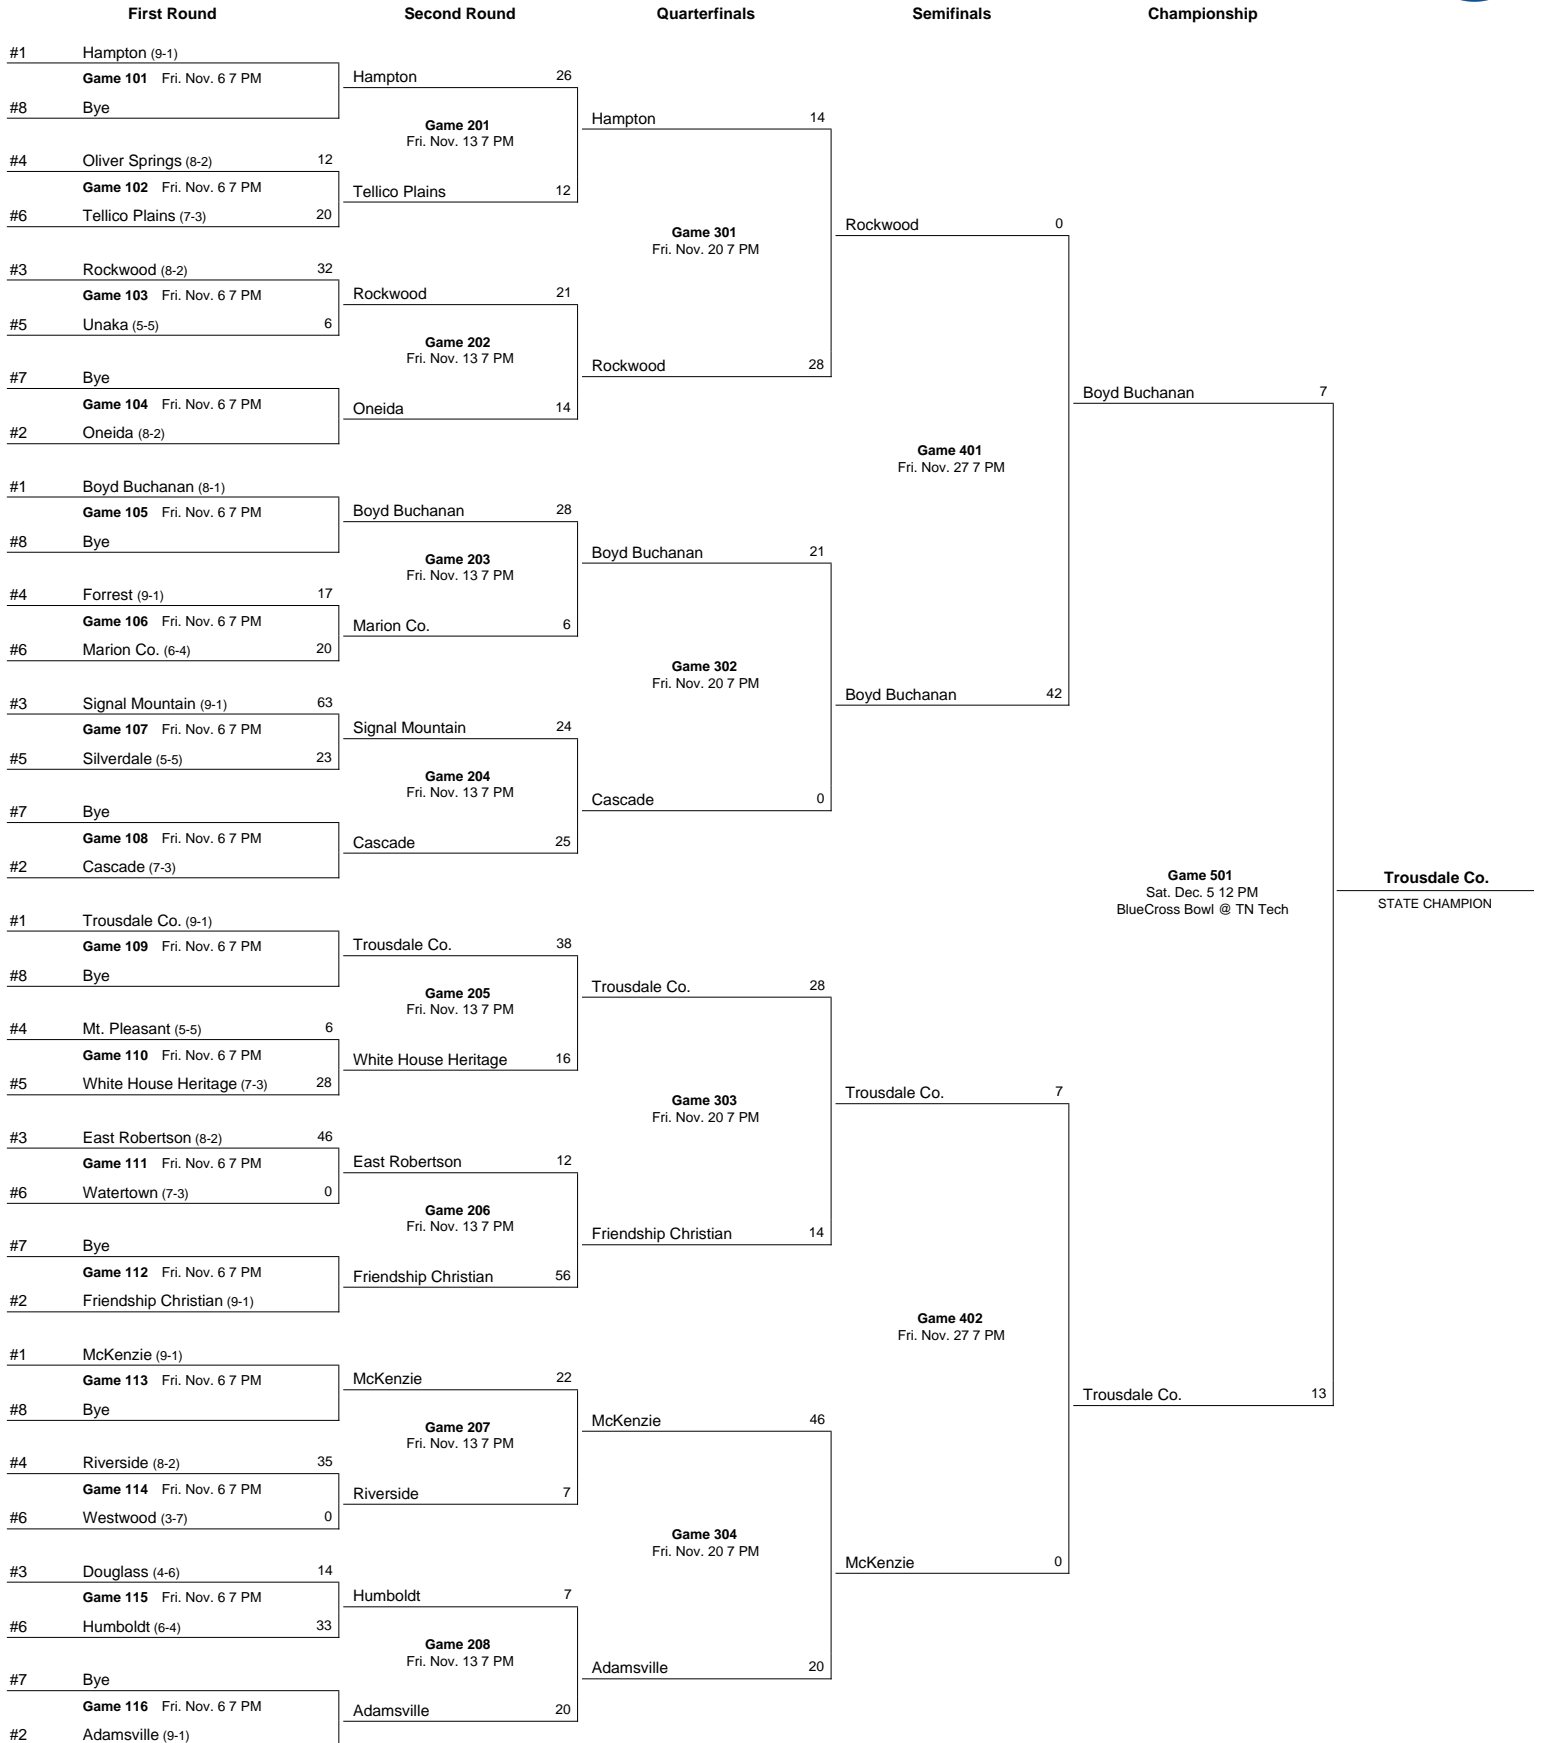 First Round Second Round Quarterfinals Semifinals Championship
#1 Hampton (9-1)
Game 101 Fri. Nov. 6 7 PM
#8 Bye
#4 Oliver Springs (8-2) 12
Game 102 Fri. Nov. 6 7 PM
#6 Tellico Plains (7-3) 20
#3 Rockwood (8-2) 32
Game 103 Fri. Nov. 6 7 PM
#5 Unaka (5-5) 6
#7 Bye
Game 104 Fri. Nov. 6 7 PM
#2 Oneida (8-2)
#1 Boyd Buchanan (8-1)
Game 105 Fri. Nov. 6 7 PM
#8 Bye
#4 Forrest (9-1) 17
Game 106 Fri. Nov. 6 7 PM
#6 Marion Co. (6-4) 20
#3 Signal Mountain (9-1) 63
Game 107 Fri. Nov. 6 7 PM
#5 Silverdale (5-5) 23
#7 Bye
Game 108 Fri. Nov. 6 7 PM
#2 Cascade (7-3)
#1 Trousdale Co. (9-1)
Game 109 Fri. Nov. 6 7 PM
#8 Bye
#4 Mt. Pleasant (5-5) 6
Game 110 Fri. Nov. 6 7 PM
#5 White House Heritage (7-3) 28
#3 East Robertson (8-2) 46
Game 111 Fri. Nov. 6 7 PM
#6 Watertown (7-3) 0
#7 Bye
Game 112 Fri. Nov. 6 7 PM
#2 Friendship Christian (9-1)
#1 McKenzie (9-1)
Game 113 Fri. Nov. 6 7 PM
#8 Bye
#4 Riverside (8-2) 35
Game 114 Fri. Nov. 6 7 PM
#6 Westwood (3-7) 0
#3 Douglass (4-6) 14
Game 115 Fri. Nov. 6 7 PM
#6 Humboldt (6-4) 33
#7 Bye
Game 116 Fri. Nov. 6 7 PM
#2 Adamsville (9-1)
Hampton 26
Game 201
Fri. Nov. 13 7 PM
Tellico Plains 12
Rockwood 21
Game 202
Fri. Nov. 13 7 PM
Oneida 14
Boyd Buchanan 28
Game 203
Fri. Nov. 13 7 PM
Marion Co. 6
Signal Mountain 24
Game 204
Fri. Nov. 13 7 PM
Cascade 25
Trousdale Co. 38
Game 205
Fri. Nov. 13 7 PM
White House Heritage 16
East Robertson 12
Game 206
Fri. Nov. 13 7 PM
Friendship Christian 56
McKenzie 22
Game 207
Fri. Nov. 13 7 PM
Riverside 7
Humboldt 7
Game 208
Fri. Nov. 13 7 PM
Adamsville 20
Hampton 14
Game 301
Fri. Nov. 20 7 PM
Rockwood 28
Boyd Buchanan 21
Game 302
Fri. Nov. 20 7 PM
Cascade 0
Trousdale Co. 28
Game 303
Fri. Nov. 20 7 PM
Friendship Christian 14
McKenzie 46
Game 304
Fri. Nov. 20 7 PM
Adamsville 20
Rockwood 0
Game 401
Fri. Nov. 27 7 PM
Boyd Buchanan 42
Trousdale Co. 7
Game 402
Fri. Nov. 27 7 PM
McKenzie 0
Boyd Buchanan 7
Game 501
Sat. Dec. 5 12 PM
BlueCross Bowl @ TN Tech
Trousdale Co. 13
Trousdale Co.
STATE CHAMPION